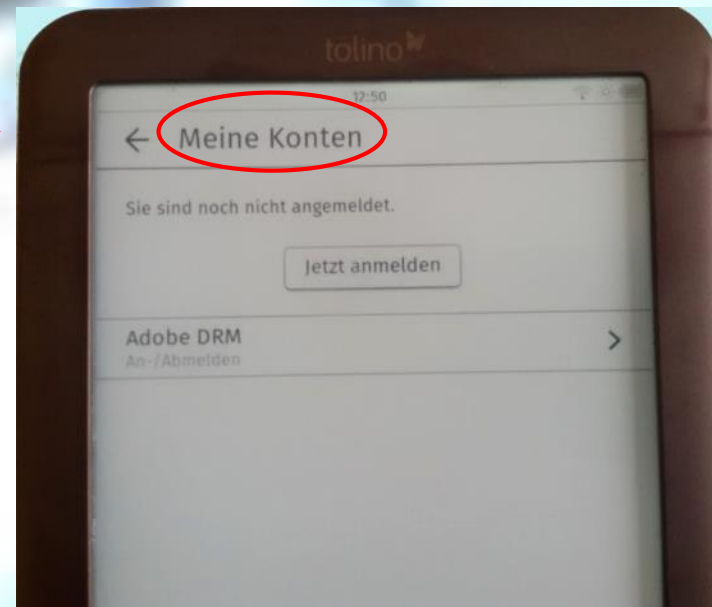 tolino
12:50
← Meine Konten
Sie sind noch nicht angemeldet.
Jetzt anmelden
Adobe DRM
An-/Abmelden